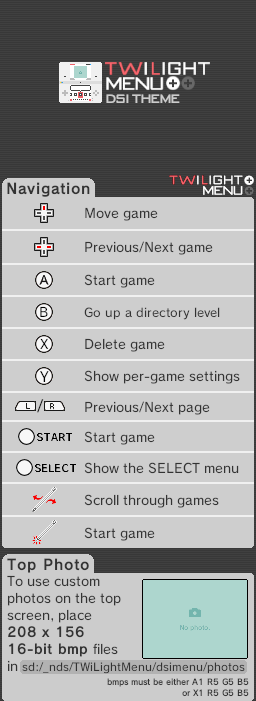 TWiLIGHT
MENU++
DSI THEME
TWiLIGHT
MENU++
Navigation
Move game
Previous/Next game
A Start game
B Go up a directory level
X Delete game
Y Show per-game settings
L/R Previous/Next page
START Start game
SELECT Show the SELECT menu
Scroll through games
Start game
Top Photo
To use custom
photos on the top
screen, place
208 x 156
16-bit bmp files
in sd:/_nds/TWiLightMenu/dsimenu/photos
No photo.
bmps must be either A1 R5 G5 B5
or X1 R5 G5 B5